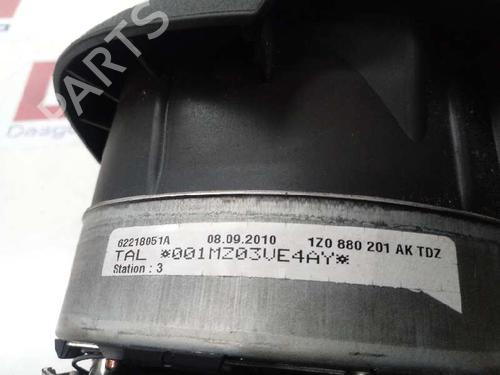 62218051A 08.09.2010 1Z0 880 201 AK TDZ
TAL *001MZ03VE4AY*
Station : 3
B-PARTS